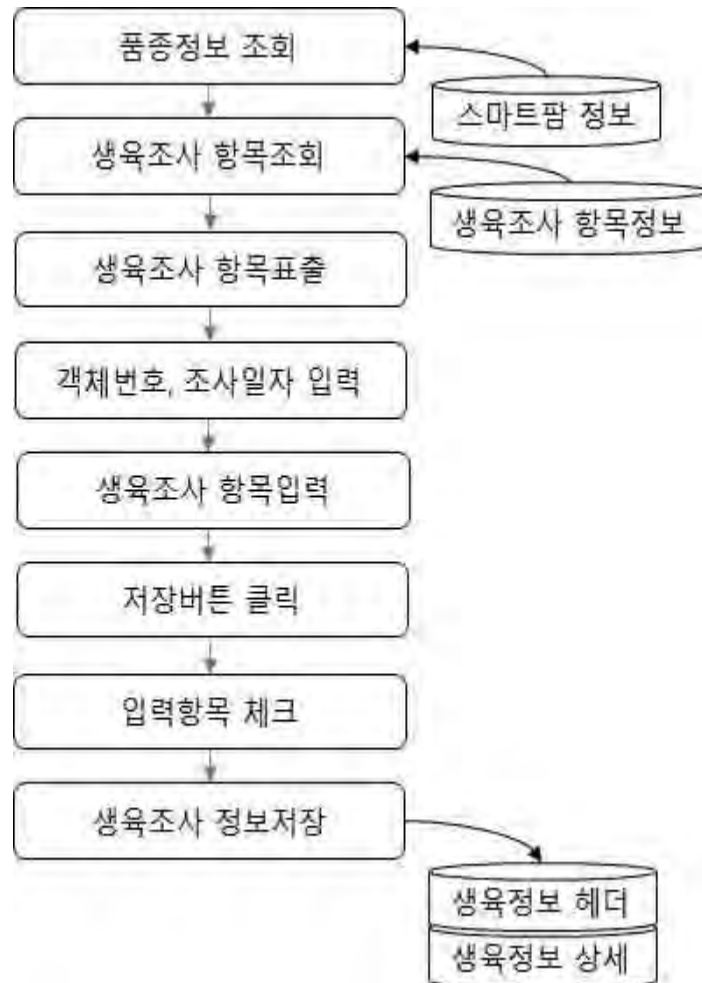 품종정보 조회
스마트팜 정보
생육조사 항목조회
생육조사 항목정보
생육조사 항목표출
객체번호, 조사일자 입력
생육조사 항목입력
저장버튼 클릭
입력항목 체크
생육조사 정보저장
생육정보 헤더
생육정보 상세